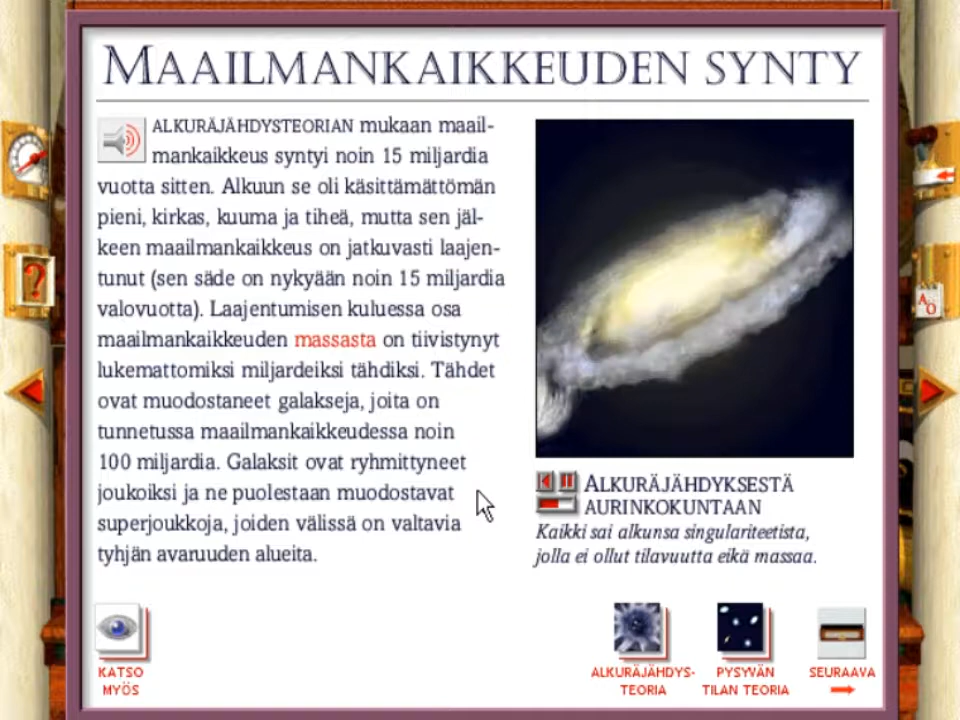 MAAILMANKAIKKEUDEN SYNTY
ALKURÄJÄHDYSTEORIAN mukaan maail-
mankaikkeus syntyi noin 15 miljardia
vuotta sitten. Alkuun se oli käsittämättömän
pieni, kirkas, kuuma ja tiheä, mutta sen jäl-
keen maailmankaikkeus on jatkuvasti laajen-
tunut (sen säde on nykyään noin 15 miljardia
valovuotta). Laajentumisen kuluessa osa
maailmankaikkeuden massasta on tiivistynyt
lukemattomiksi miljardeiksi tähdiksi. Tähdet
ovat muodostaneet galakseja, joita on
tunnetussa maailmankaikkeudessa noin
100 miljardia. Galaksit ovat ryhmittyneet
joukoiksi ja ne puolestaan muodostavat
superjoukkoja, joiden välissä on valtavia
tyhjän avaruuden alueita.
ALKURÄJÄHDYKSESTÄ
AURINKOKUNTAAN
Kaikki sai alkunsa singulariteetista,
jolla ei ollut tilavuutta eikä massaa.
?
A
O
KATSO
MYÖS
ALKURÄJÄHDYS-
TEORIA
PYSYVÄN
TILAN TEORIA
SEURAAVA